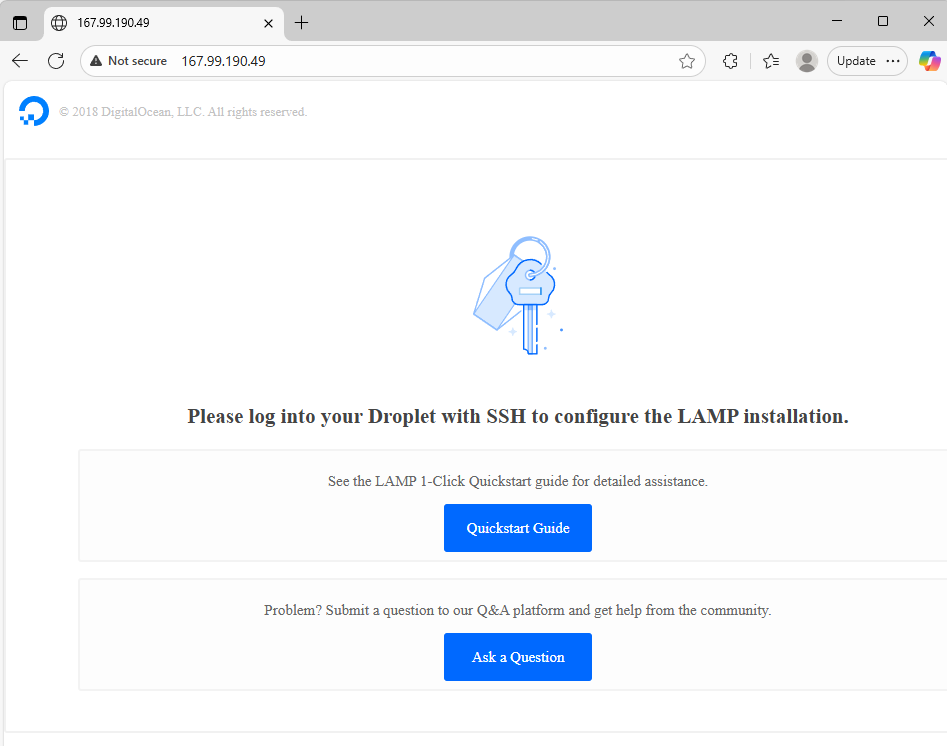 167.99.190.49
Not secure 167.99.190.49 Update
© 2018 DigitalOcean, LLC. All rights reserved.
Please log into your Droplet with SSH to configure the LAMP installation.
See the LAMP 1-Click Quickstart guide for detailed assistance.
Quickstart Guide
Problem? Submit a question to our Q&A platform and get help from the community.
Ask a Question